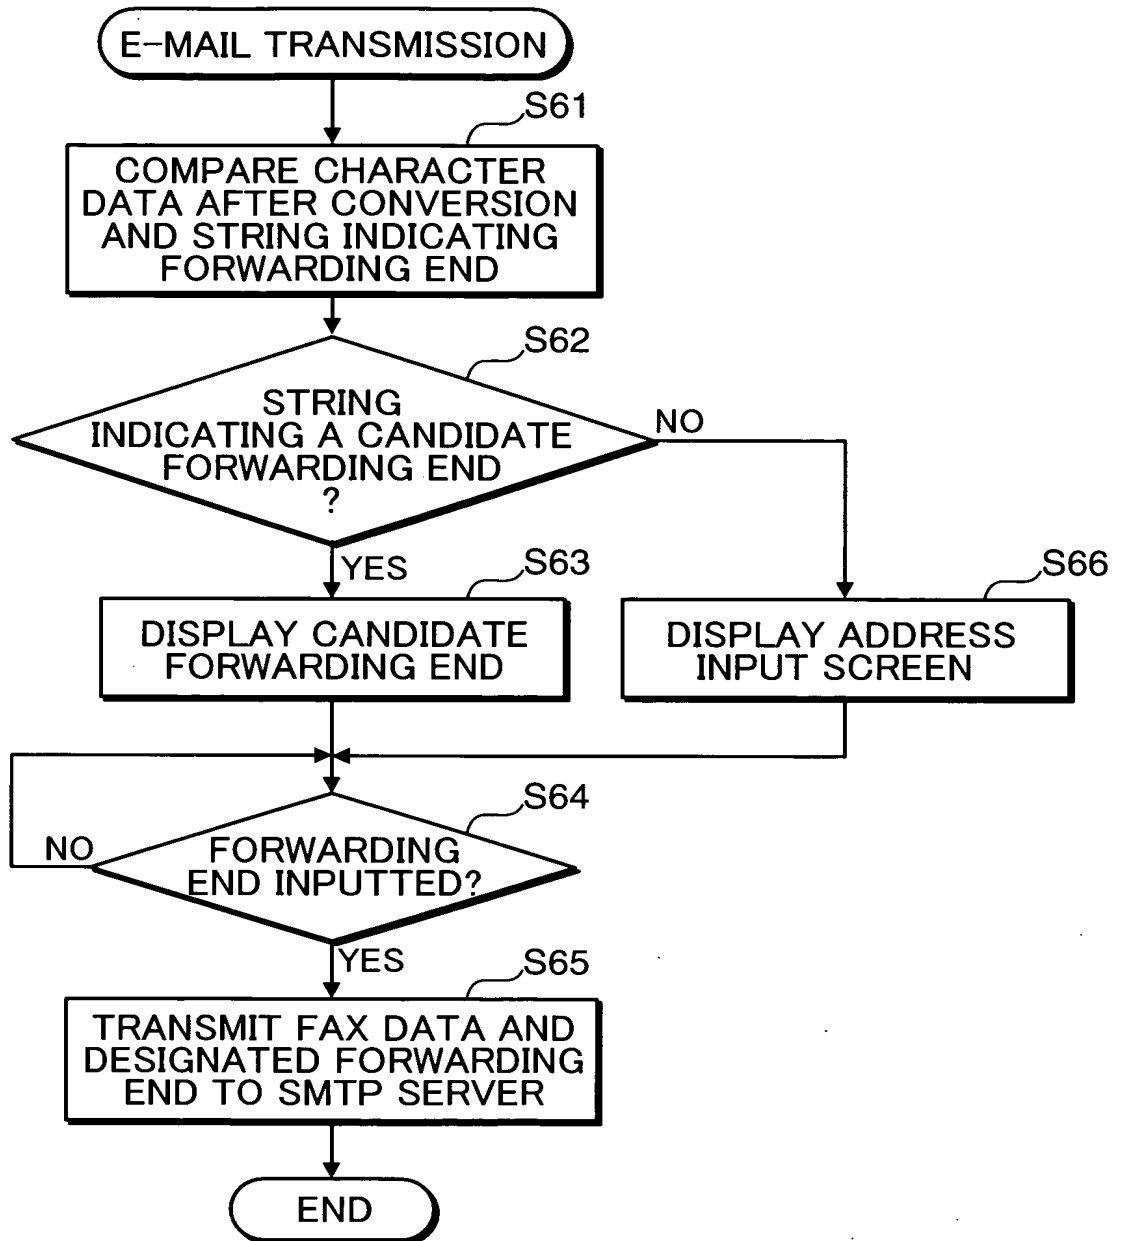 E-MAIL TRANSMISSION
S61
COMPARE CHARACTER
DATA AFTER CONVERSION
AND STRING INDICATING
FORWARDING END
S62
STRING
INDICATING A CANDIDATE
FORWARDING END
?
NO
YES
S63
DISPLAY CANDIDATE
FORWARDING END
S66
DISPLAY ADDRESS
INPUT SCREEN
S64
FORWARDING
END INPUTTED?
NO
YES
S65
TRANSMIT FAX DATA AND
DESIGNATED FORWARDING
END TO SMTP SERVER
END